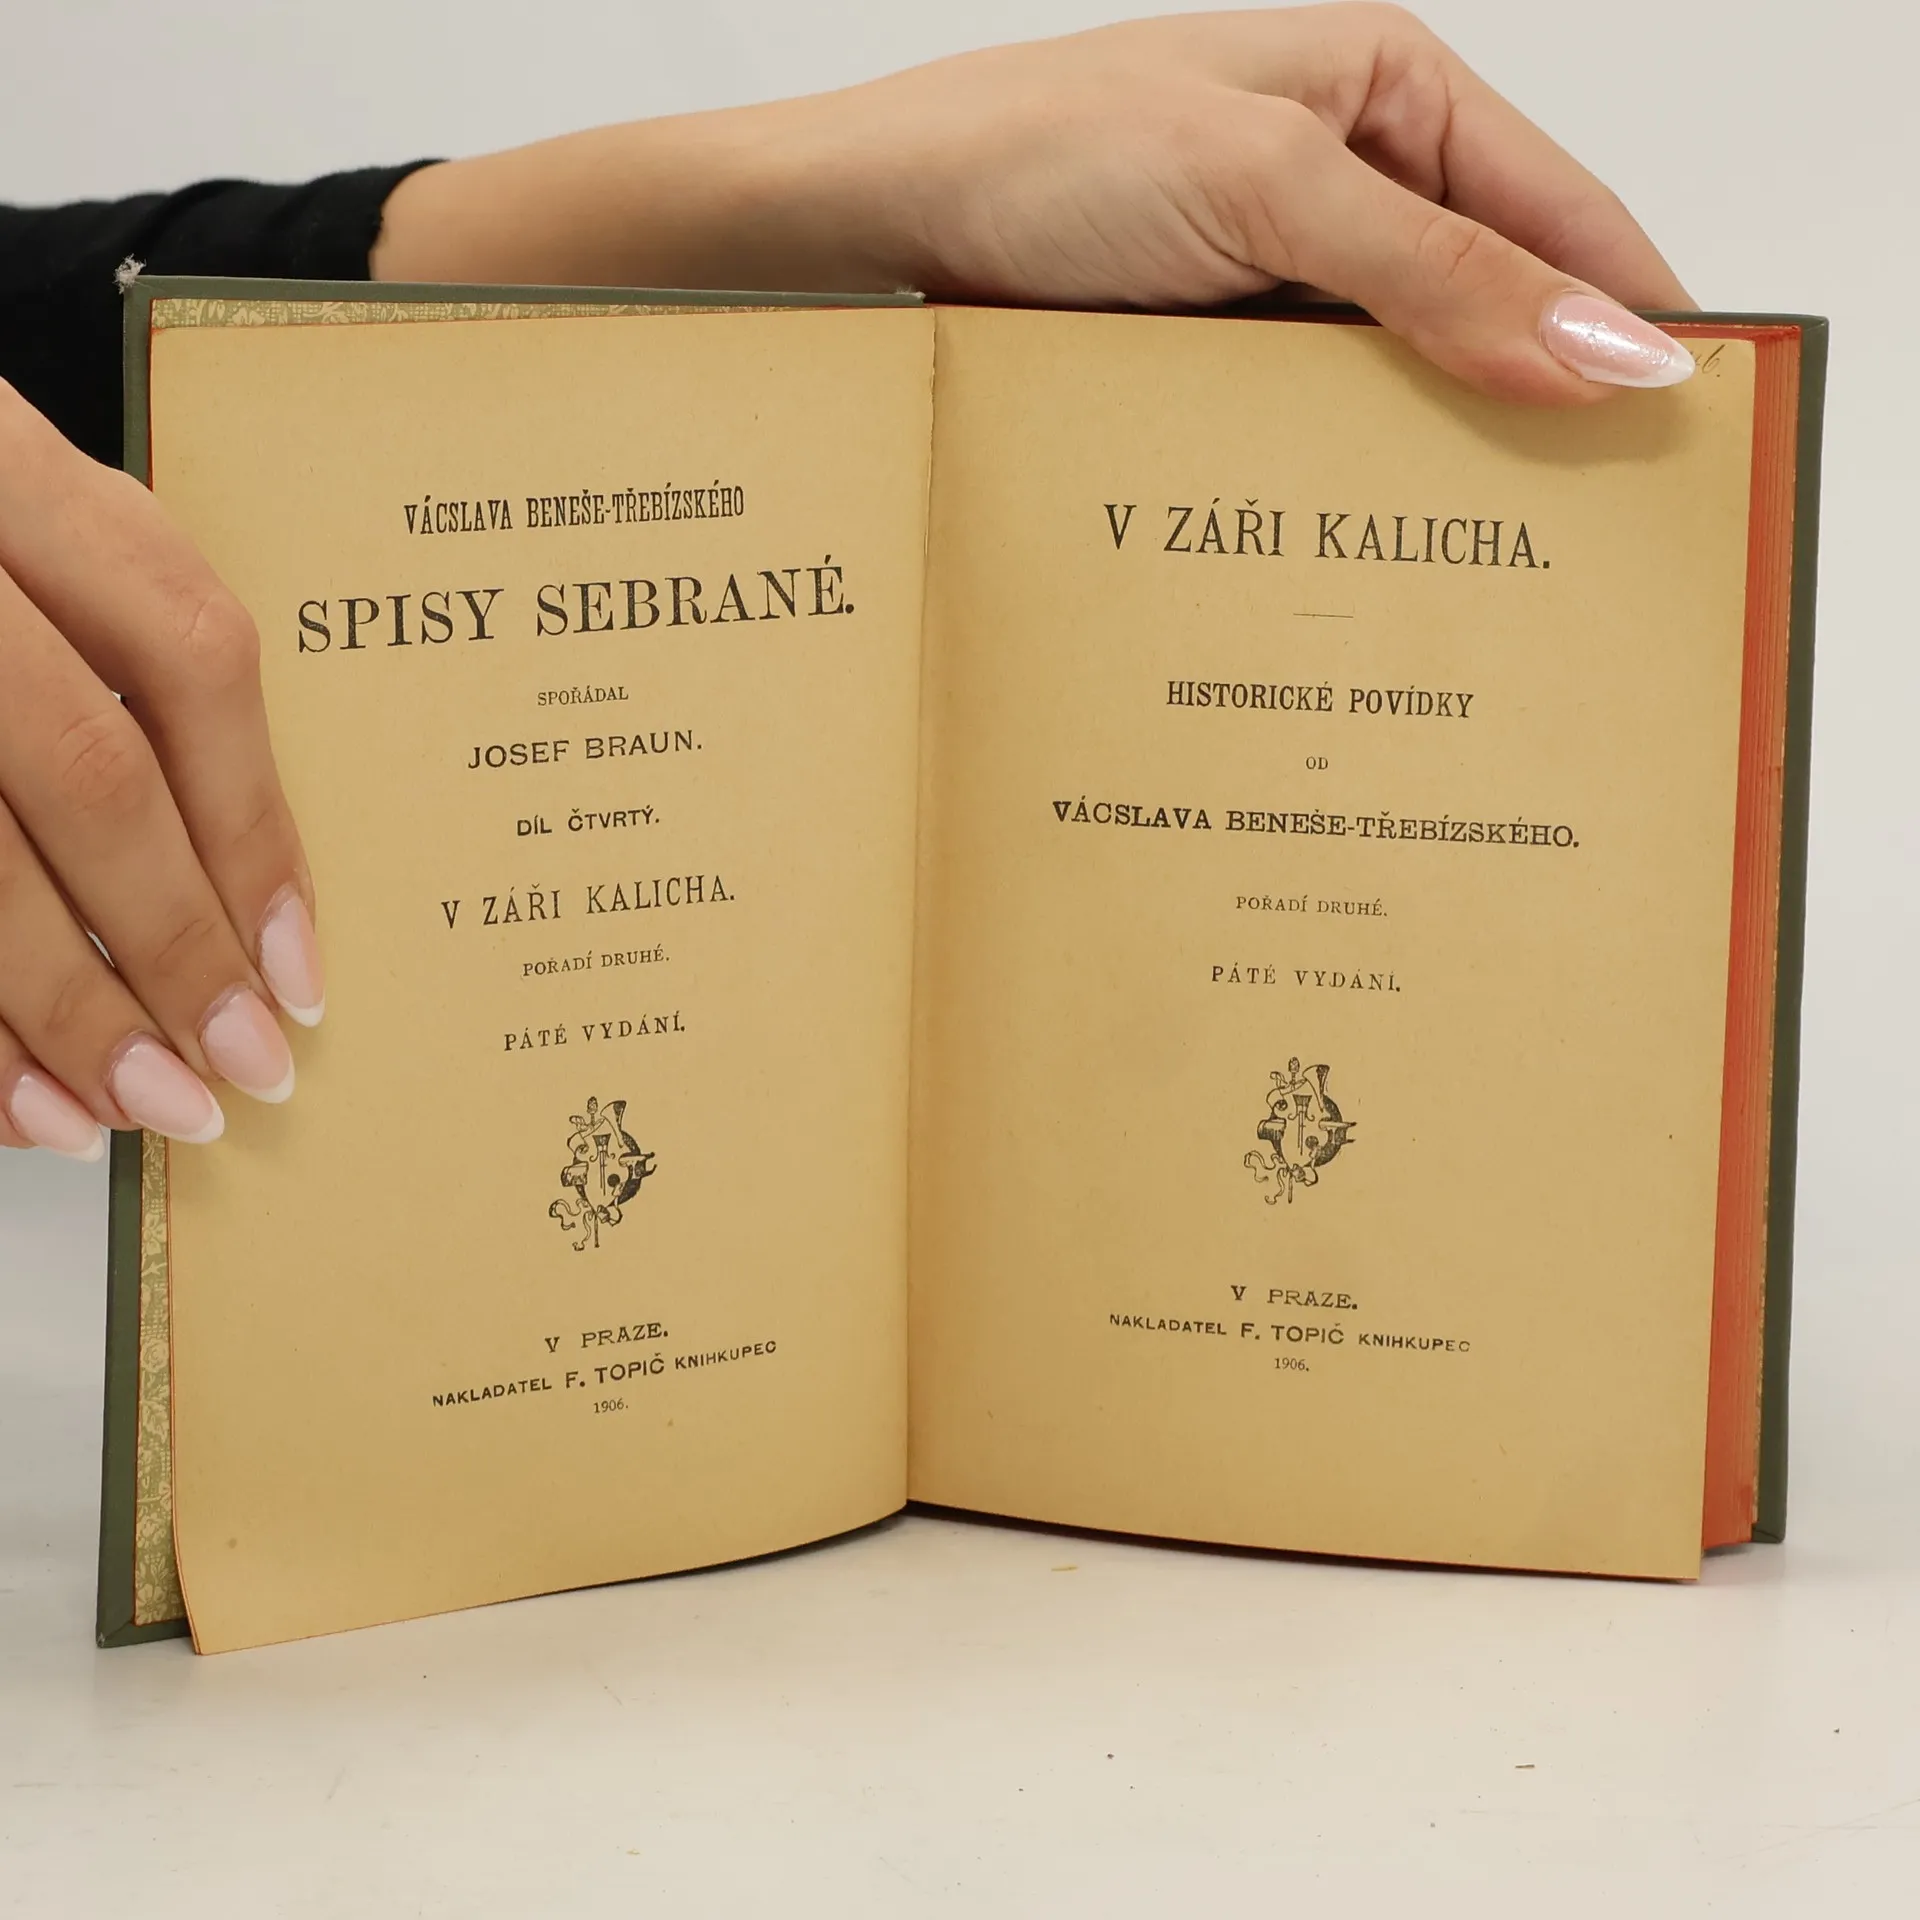 VÁCSLAVA BENEŠE-TŘEBÍZSKÉHO
SPISY SEBRANÉ.
SPOŘÁDAL
JOSEF BRAUN.
DÍL ČTVRTÝ.
V ZÁŘI KALICHA.
POŘADÍ DRUHÉ.
PÁTÉ VYDÁNÍ.
V PRAZE.
NAKLADATEL F. TOPIČ KNIHKUPEC
1906.
V ZÁŘI KALICHA.
HISTORICKÉ POVÍDKY
OD
VÁCSLAVA BENEŠE-TŘEBÍZSKÉHO.
POŘADÍ DRUHÉ.
PÁTÉ VYDÁNÍ.
V PRAZE.
NAKLADATEL F. TOPIČ KNIHKUPEC
1906.